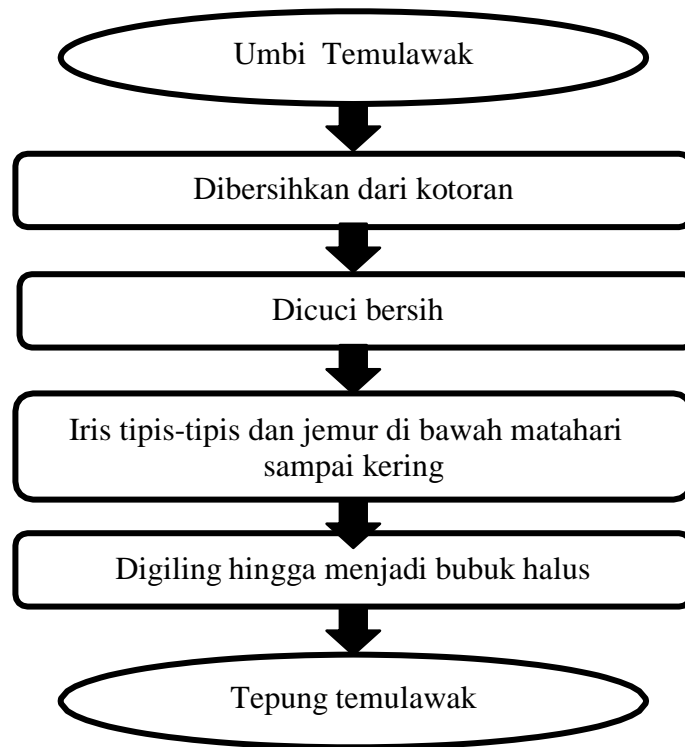 Umbi Temulawak
Dibersihkan dari kotoran
Dicuci bersih
Iris tipis-tipis dan jemur di bawah matahari
sampai kering
Digiling hingga menjadi bubuk halus
Tepung temulawak